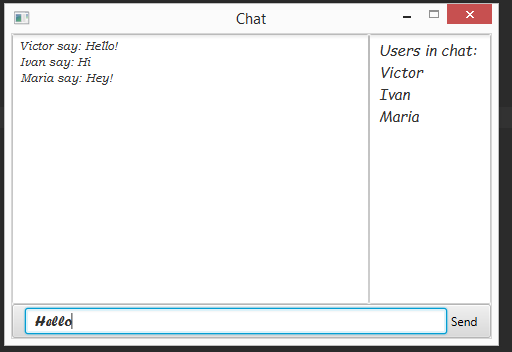 Chat
Victor say: Hello!
Ivan say: Hi
Maria say: Hey!
Users in chat:
Victor
Ivan
Maria
Hello
Send